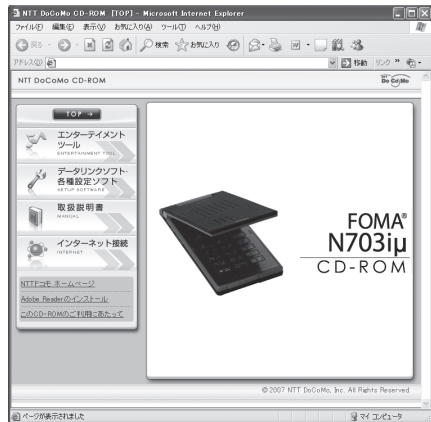 NTT DoCoMo CD-ROM [TOP] - Microsoft Internet Explorer
ファイル(F) 編集(E) 表示(V) お気に入り(A) ツール(T) ヘルプ(H)
戻る 検索 お気に入り
アドレス(D) 移動 リンク »
NTT DoCoMo CD-ROM
DoCoMo
TOP →
エンターテイメント
ツール
ENTERTAINMENT TOOL
データリンクソフト・
各種設定ソフト
SETUP SOFTWARE
取扱説明書
MANUAL
インターネット接続
INTERNET
NTTドコモ ホームページ
Adobe Readerのインストール
このCD-ROMのご利用にあたって
FOMA®
N703iμ
CD-ROM
© 2007 NTT DoCoMo, Inc. All Rights Reserved.
ページが表示されました マイ コンピュータ